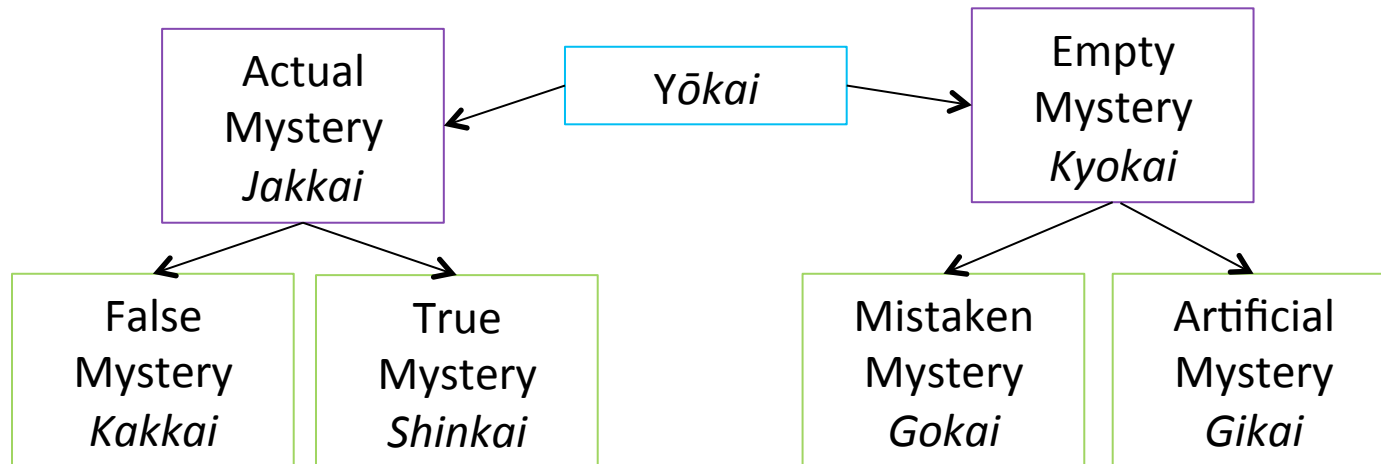 Yōkai
Actual
Mystery
Jakkai
Empty
Mystery
Kyokai
False
Mystery
Kakkai
True
Mystery
Shinkai
Mistaken
Mystery
Gokai
Artificial
Mystery
Gikai